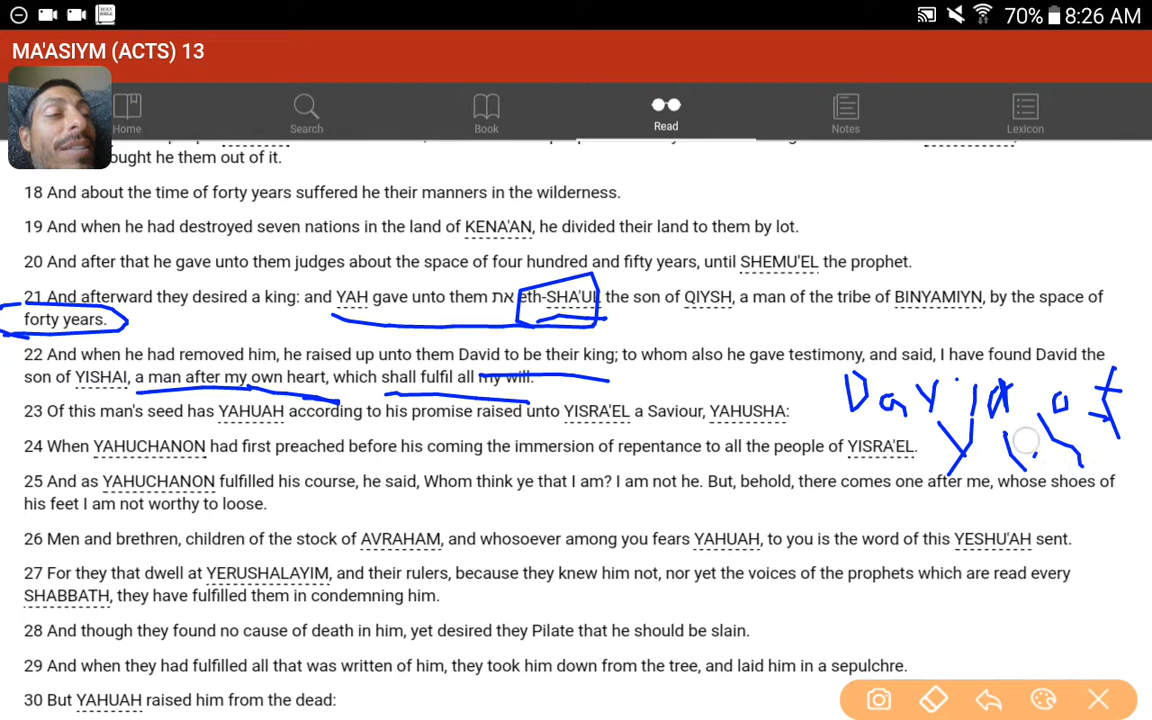 70% 8:26 AM
MA'ASIYM (ACTS) 13
Home Search Book Read Notes Lexicon
ought he them out of it.
18 And about the time of forty years suffered he their manners in the wilderness.
19 And when he had destroyed seven nations in the land of KENA'AN, he divided their land to them by lot.
20 And after that he gave unto them judges about the space of four hundred and fifty years, until SHEMU'EL the prophet.
21 And afterward they desired a king: and YAH gave unto them את eth-SHA'UL the son of QIYSH, a man of the tribe of BINYAMIYN, by the space of
forty years.
22 And when he had removed him, he raised up unto them David to be their king; to whom also he gave testimony, and said, I have found David the
son of YISHAI, a man after my own heart, which shall fulfil all my will.
David of
23 Of this man's seed has YAHUAH according to his promise raised unto YISRA'EL a Saviour, YAHUSHA:
24 When YAHUCHANON had first preached before his coming the immersion of repentance to all the people of YISRA'EL.
25 And as YAHUCHANON fulfilled his course, he said, Whom think ye that I am? I am not he. But, behold, there comes one after me, whose shoes of
his feet I am not worthy to loose.
26 Men and brethren, children of the stock of AVRAHAM, and whosoever among you fears YAHUAH, to you is the word of this YESHU'AH sent.
27 For they that dwell at YERUSHALAYIM, and their rulers, because they knew him not, nor yet the voices of the prophets which are read every
SHABBATH, they have fulfilled them in condemning him.
28 And though they found no cause of death in him, yet desired they Pilate that he should be slain.
29 And when they had fulfilled all that was written of him, they took him down from the tree, and laid him in a sepulchre.
30 But YAHUAH raised him from the dead: